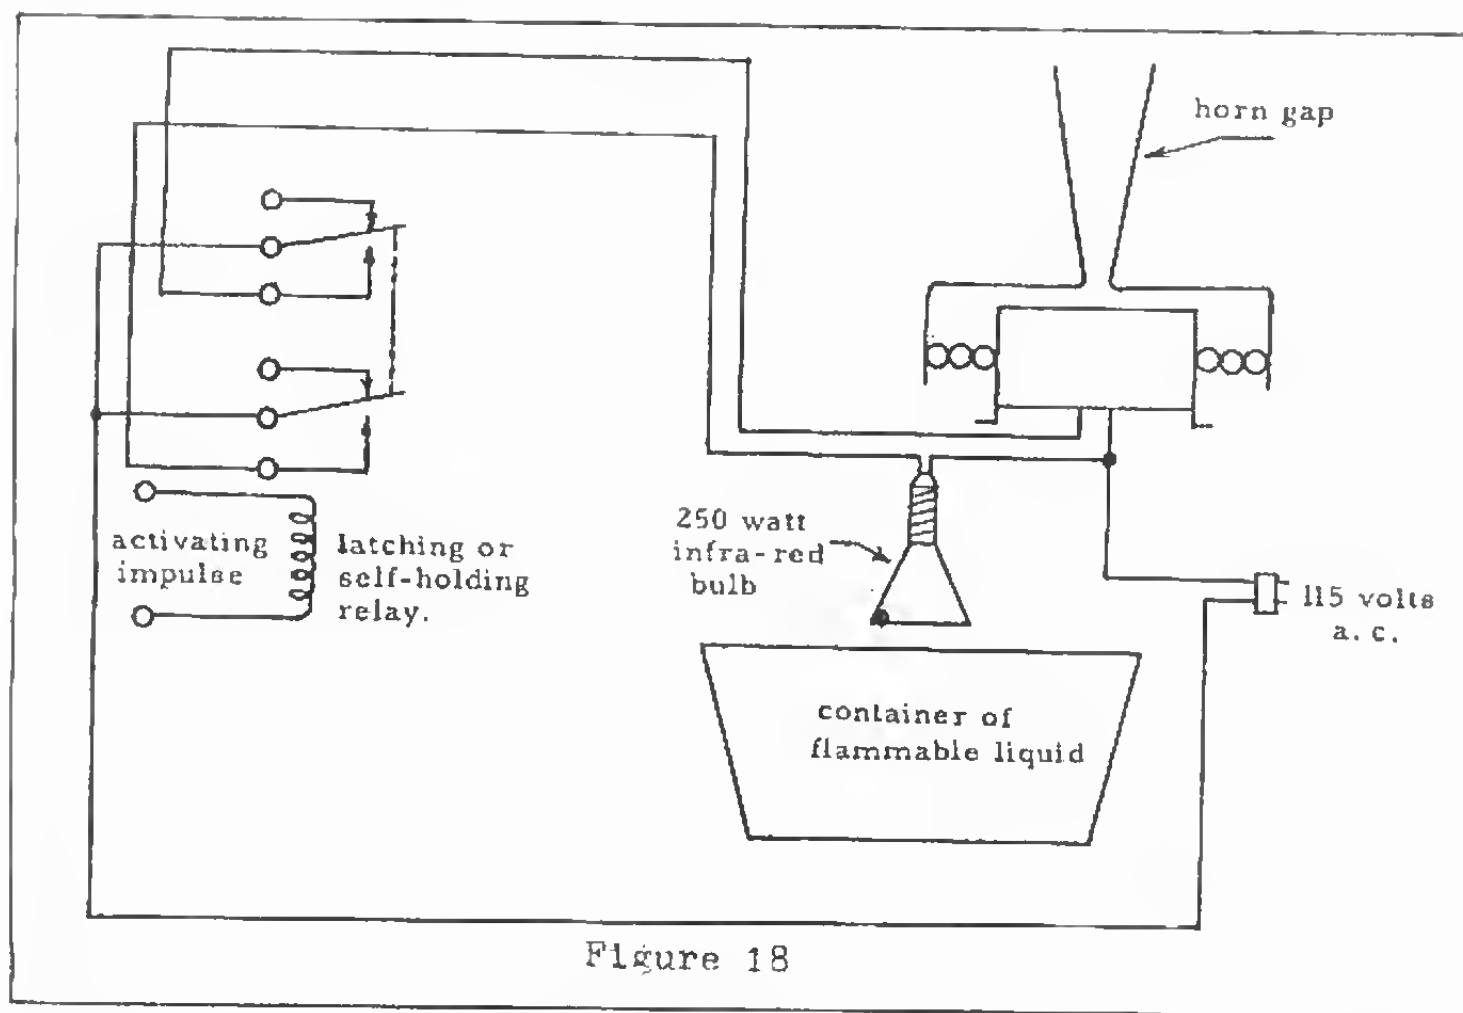 horn gap
activating
impulse
latching or
self-holding
relay.
250 watt
infra-red
bulb
115 volts
a. c.
container of
flammable liquid
Figure 18